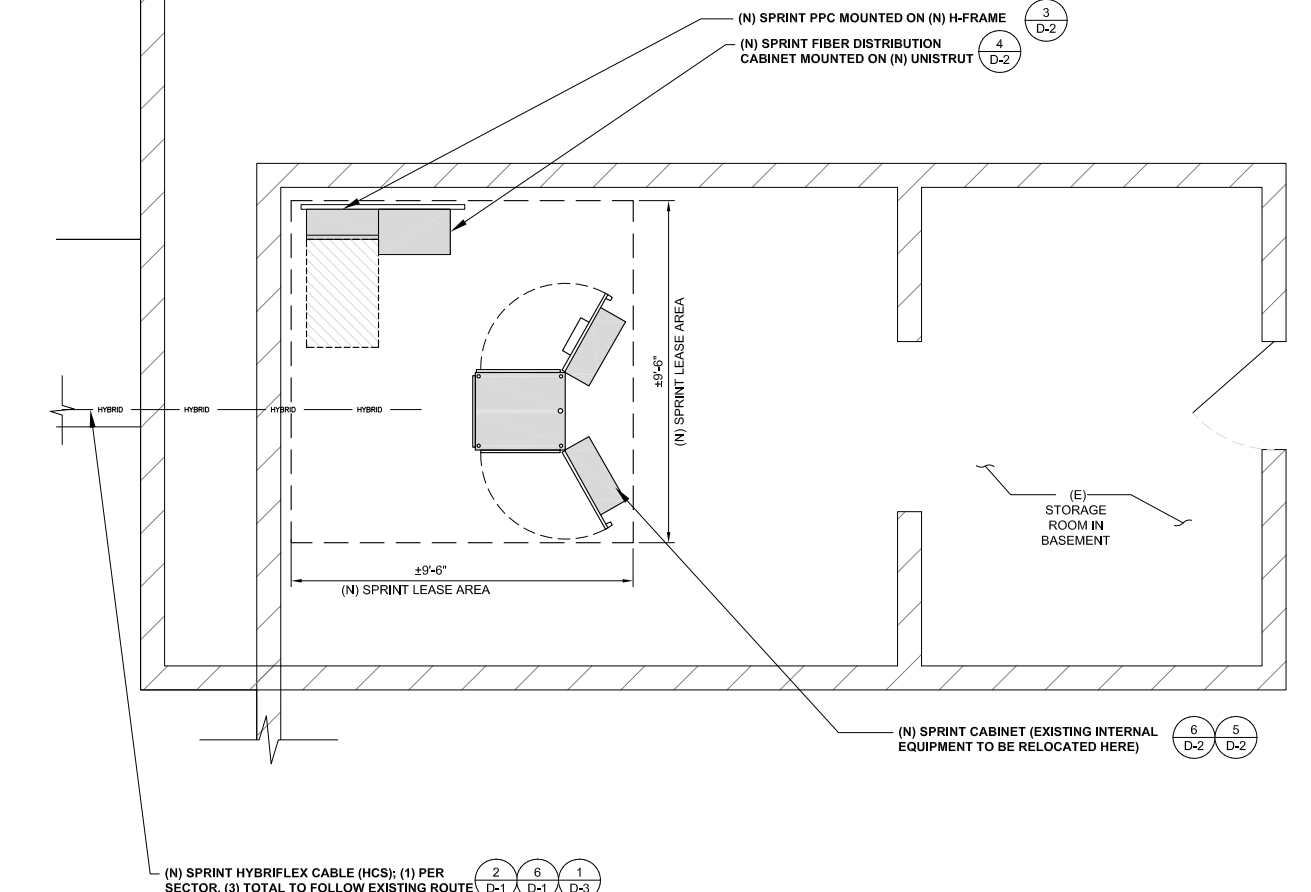 (N) SPRINT PPC MOUNTED ON (N) H-FRAME
3
D-2
(N) SPRINT FIBER DISTRIBUTION
CABINET MOUNTED ON (N) UNISTRUT
4
D-2
±9'-6"
(N) SPRINT LEASE AREA
HYBRID
HYBRID
HYBRID
HYBRID
(E)
STORAGE
ROOM IN
BASEMENT
±9'-6"
(N) SPRINT LEASE AREA
(N) SPRINT CABINET (EXISTING INTERNAL
EQUIPMENT TO BE RELOCATED HERE)
6
D-2
5
D-2
(N) SPRINT HYBRIFLEX CABLE (HCS); (1) PER
SECTOR, (3) TOTAL TO FOLLOW EXISTING ROUTE
2
D-1
6
D-1
1
D-3